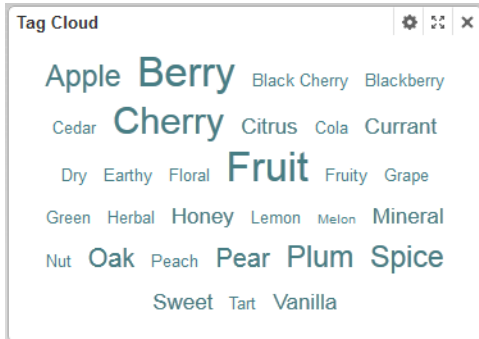 Tag Cloud
Apple Berry Black Cherry Blackberry
Cedar Cherry Citrus Cola Currant
Dry Earthy Floral Fruit Fruity Grape
Green Herbal Honey Lemon Melon Mineral
Nut Oak Peach Pear Plum Spice
Sweet Tart Vanilla